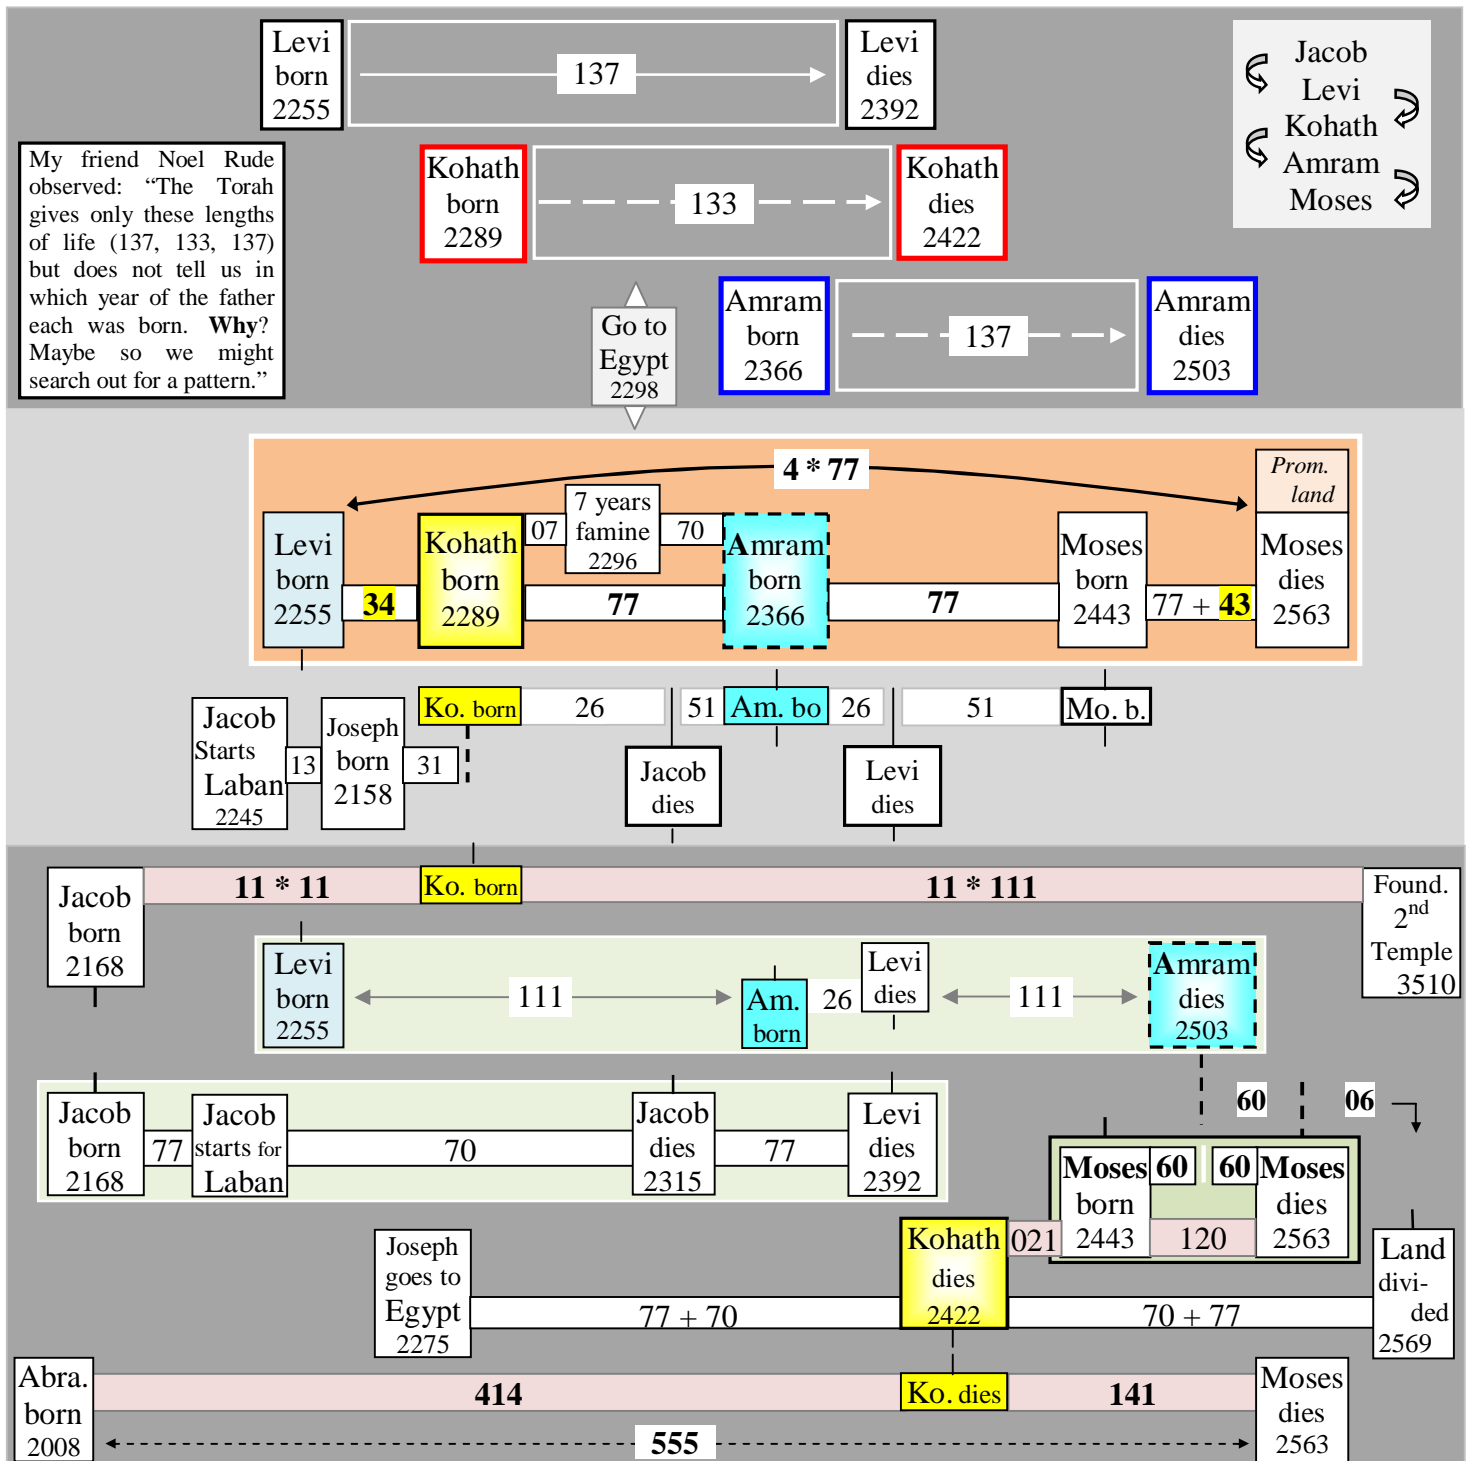 Levi
born
2255
137
Levi
dies
2392
Jacob
Levi
Kohath
Amram
Moses
My friend Noel Rude
observed: “The Torah
gives only these lengths
of life (137, 133, 137)
but does not tell us in
which year of the father
each was born. Why?
Maybe so we might
search out for a pattern.”
Kohath
born
2289
133
Kohath
dies
2422
Go to
Egypt
2298
Amram
born
2366
137
Amram
dies
2503
4 * 77
Prom.
land
Levi
born
2255
34
Kohath
born
2289
07
7 years
famine
2296
70
77
Amram
born
2366
77
Moses
born
2443
77 + 43
Moses
dies
2563
Ko. born
26
51
Am. bo
26
51
Mo. b.
Jacob
Starts
Laban
2245
13
Joseph
born
2158
31
Jacob
dies
Levi
dies
Jacob
born
2168
11 * 11
Ko. born
11 * 111
Found.
2nd
Temple
3510
Levi
born
2255
111
Am.
born
26
Levi
dies
111
Amram
dies
2503
Jacob
born
2168
77
Jacob
starts for
Laban
70
Jacob
dies
2315
77
Levi
dies
2392
60
06
Moses
born
2443
60
60
Moses
dies
2563
021
120
Joseph
goes to
Egypt
2275
77 + 70
Kohath
dies
2422
70 + 77
Land
divi-
ded
2569
Abra.
born
2008
414
Ko. dies
141
Moses
dies
2563
555